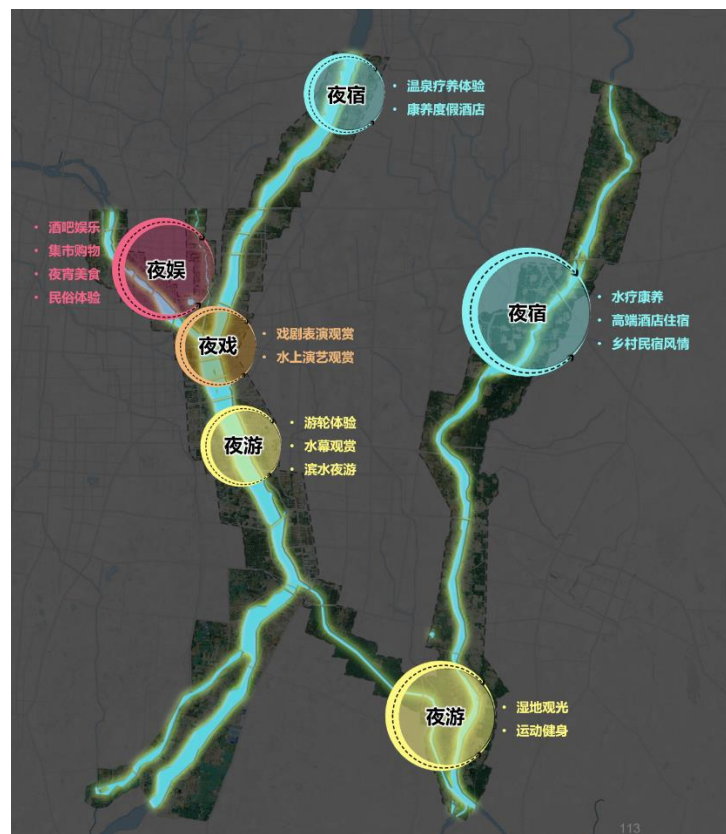 夜宿
• 温泉疗养体验
• 康养度假酒店
• 酒吧娱乐
• 集市购物
• 夜宵美食
• 民俗体验
夜娱
夜戏
• 戏剧表演观赏
• 水上演艺观赏
夜宿
• 水疗康养
• 高端酒店住宿
• 乡村民宿风情
夜游
• 游轮体验
• 水幕观赏
• 滨水夜游
夜游
• 湿地观光
• 运动健身
113